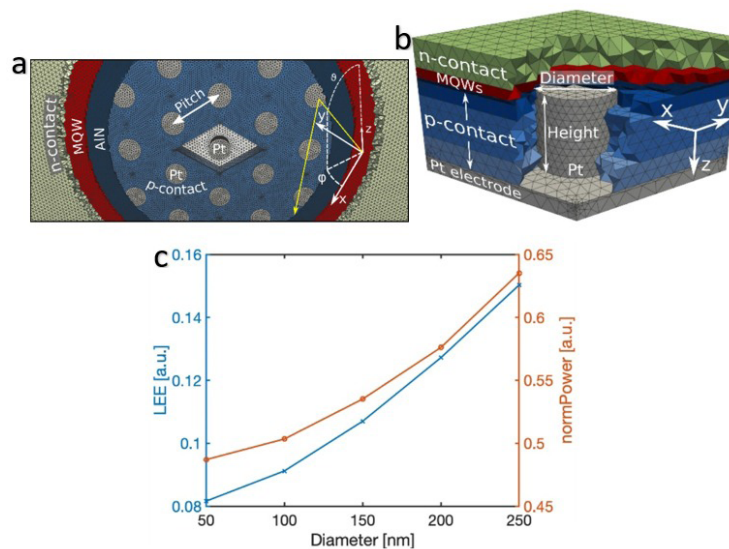 a
n-contact
MQW
AlN
Pitch
Pt
Pt
p-contact
ϑ
y
z
φ
x
b
n-contact
MQWs
Diameter
p-contact
Height
x
y
z
Pt
Pt electrode
c
0.16
0.14
0.12
0.1
0.08
LEE [a.u.]
0.65
0.6
0.55
0.5
0.45
normPower [a.u.]
50
100
150
200
250
Diameter [nm]